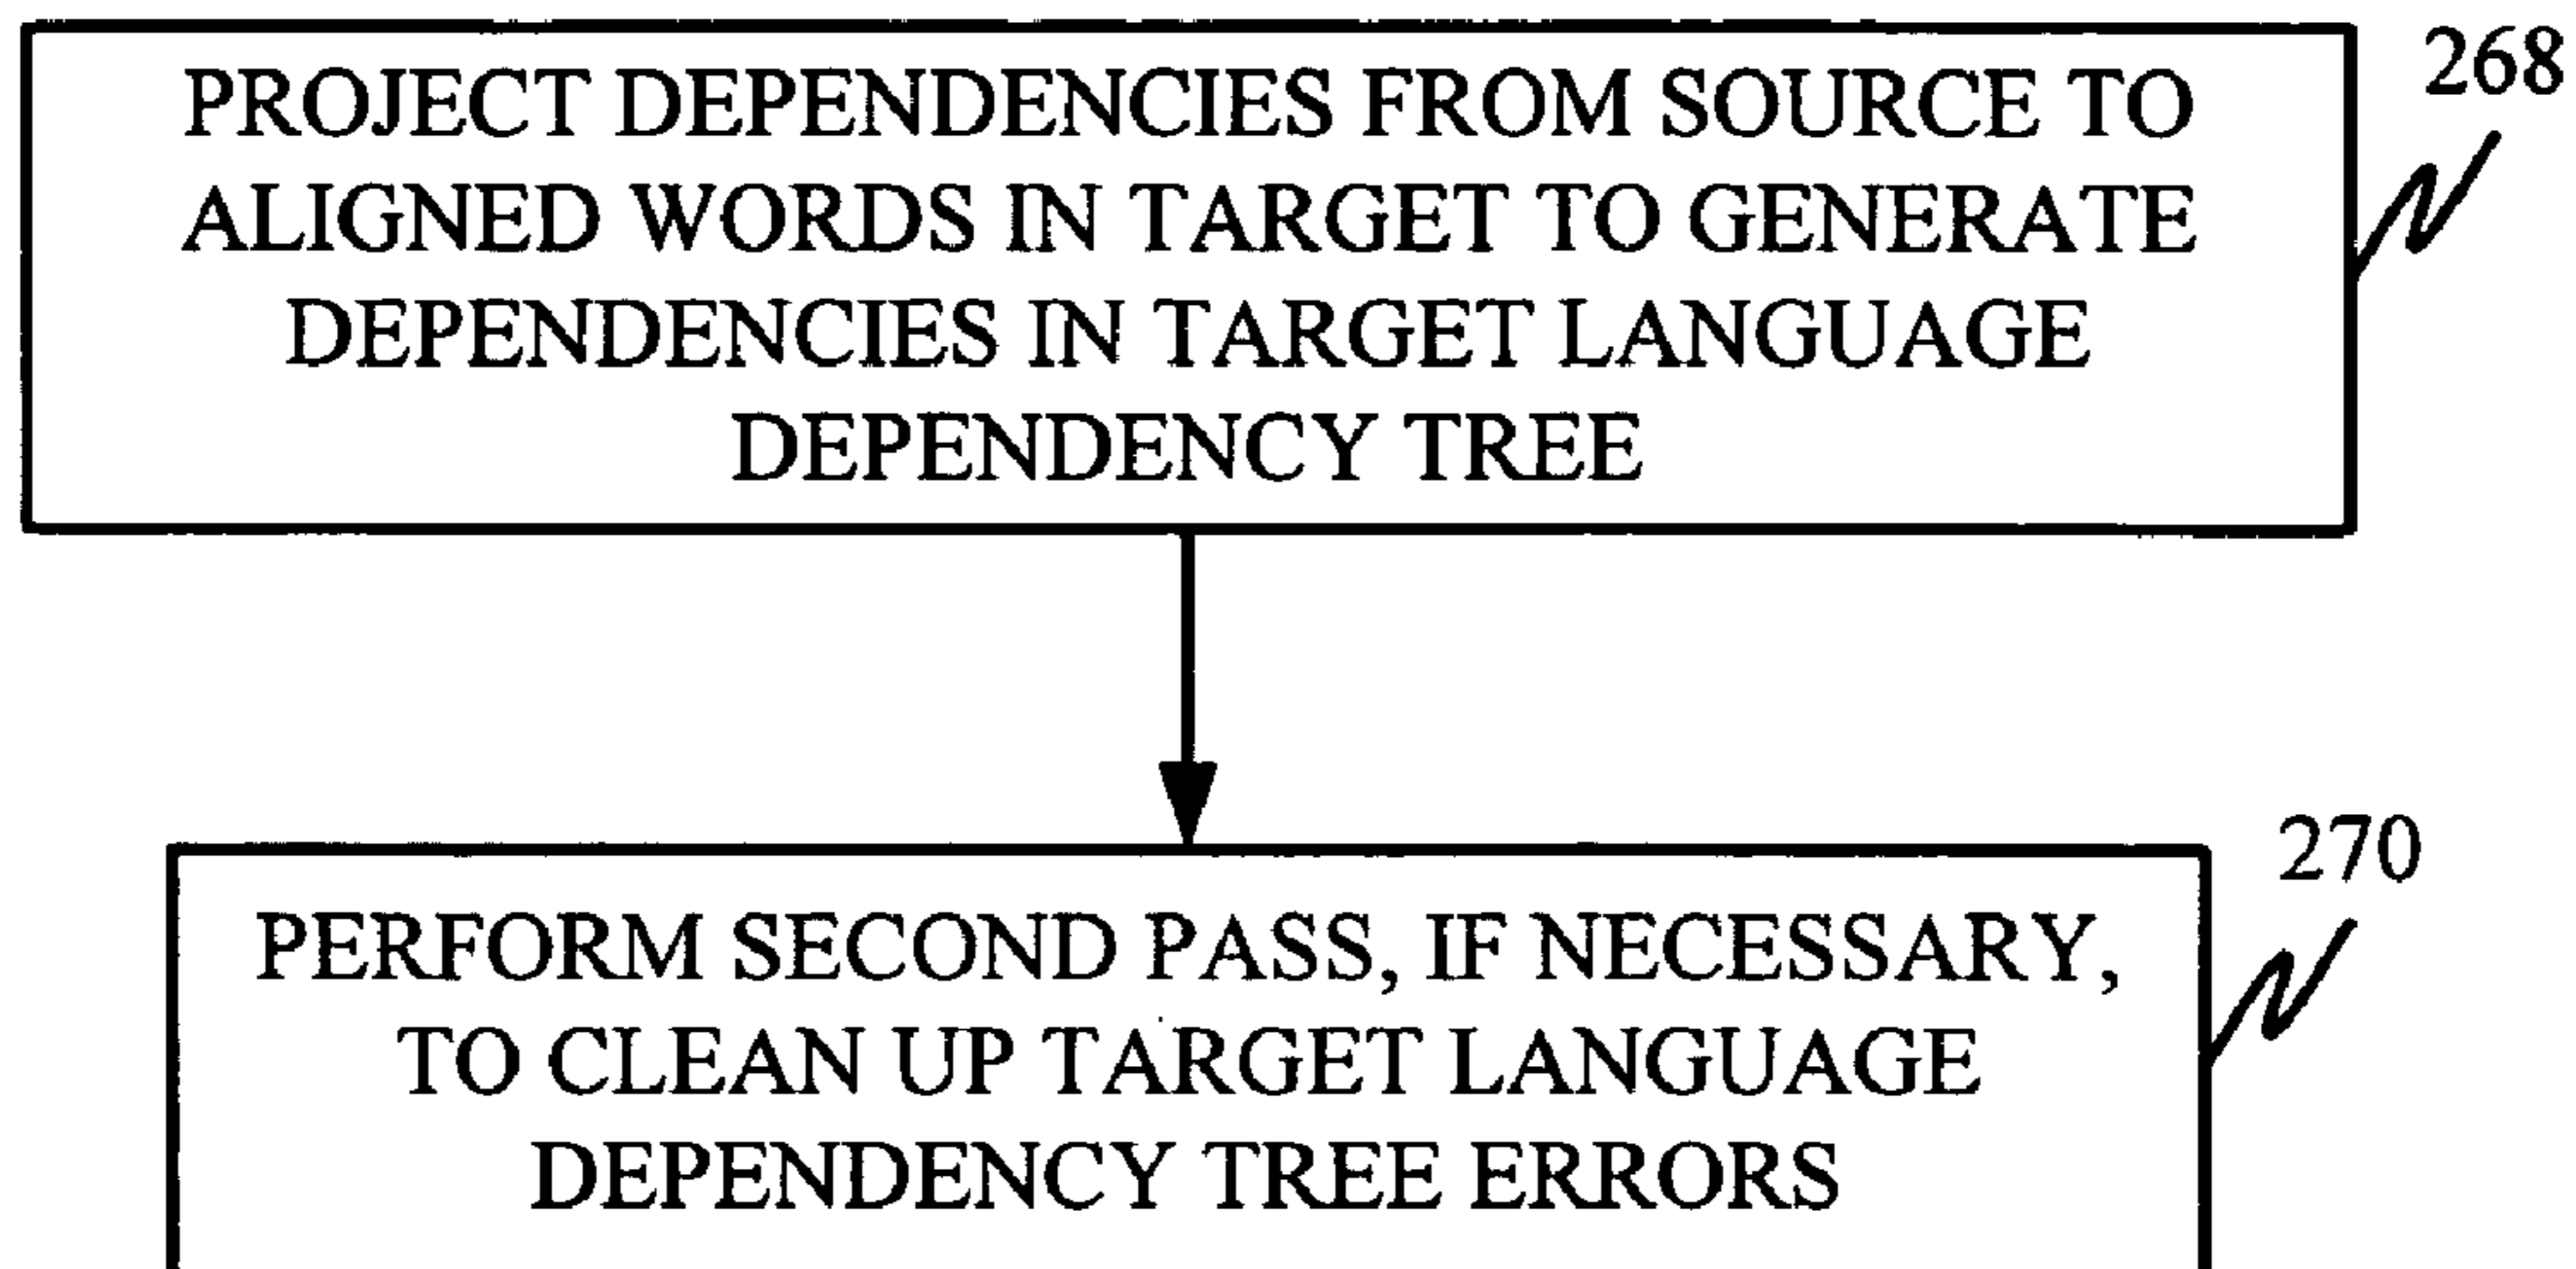 268
PROJECT DEPENDENCIES FROM SOURCE TO
ALIGNED WORDS IN TARGET TO GENERATE
DEPENDENCIES IN TARGET LANGUAGE
DEPENDENCY TREE
270
PERFORM SECOND PASS, IF NECESSARY,
TO CLEAN UP TARGET LANGUAGE
DEPENDENCY TREE ERRORS